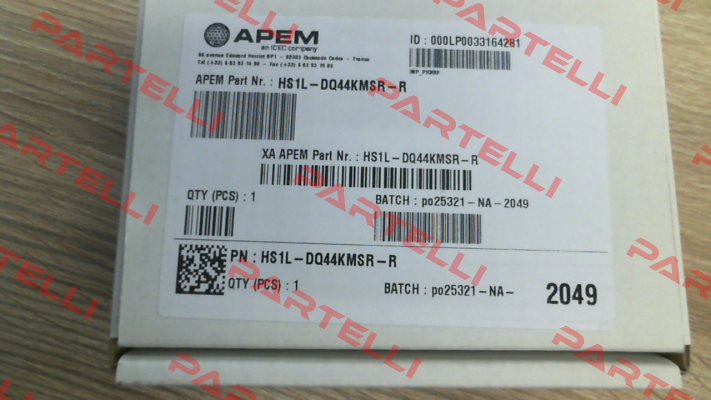 APEM
an IDEC company
ID : 000LP0033164281
APEM Part Nr. : HS1L-DQ44KMSR-R
XA APEM Part Nr. : HS1L-DQ44KMSR-R
QTY (PCS) : 1
BATCH : po25321-NA-2049
PN : HS1L-DQ44KMSR-R
QTY (PCS) : 1
BATCH : po25321-NA-
2049
PARTELLI
PARTELLI
PARTELLI
PARTELLI
PARTELLI